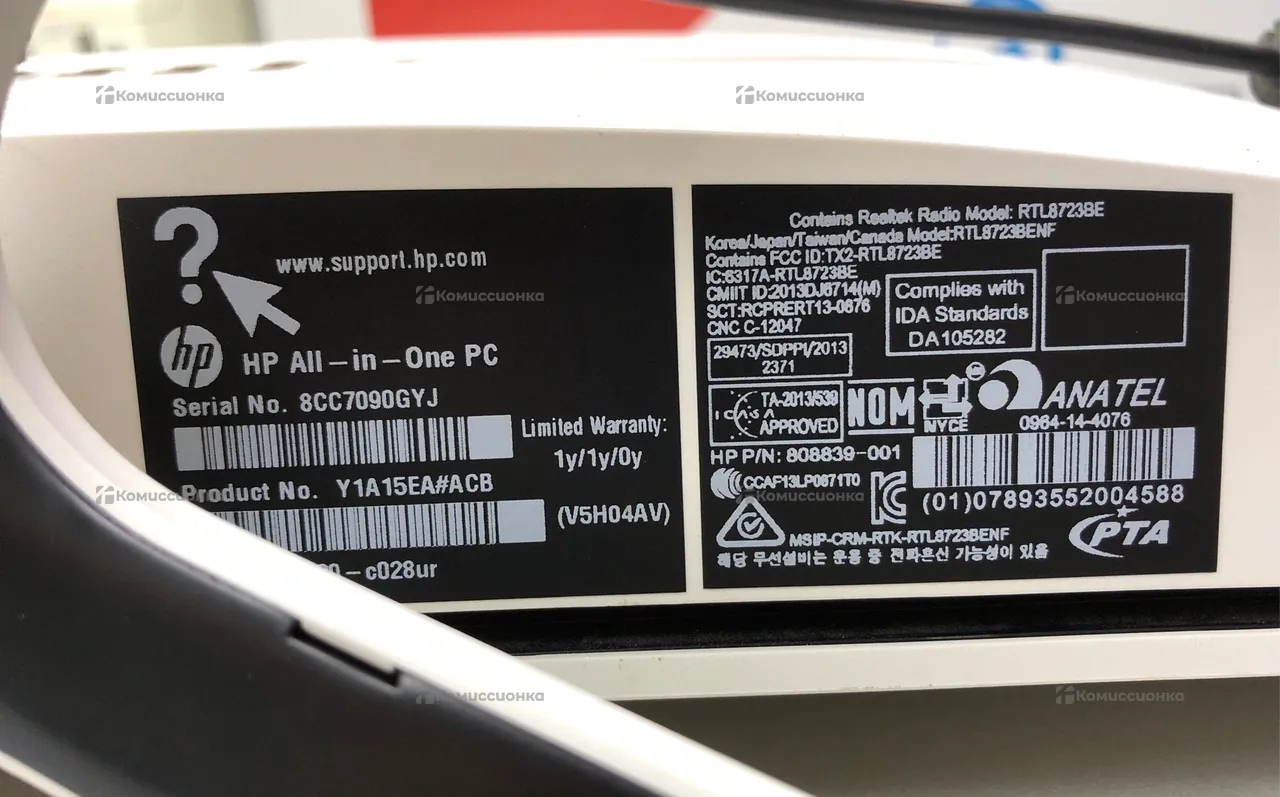 www.support.hp.com
hp
HP All-in-One PC
Serial No. 8CC7090GYJ
Limited Warranty:
1y/1y/0y
Product No. Y1A15EA#ACB
(V5H04AV)
-c028ur
Contains Realtek Radio Model: RTL8723BE
Korea/Japan/Taiwan/Canada Model:RTL8723BENF
Contains FCC ID:TX2-RTL8723BE
IC:6317A-RTL8723BE
CMIIT ID:2013DJ6714(M)
SCT:RCPRERT13-0876
CNC C-12047
Complies with
IDA Standards
DA105282
29473/SDPPI/2013
2371
ICASA
TA-2013/539
APPROVED
NOM
NYCE
ANATEL
0964-14-4076
HP P/N: 808839-001
CCAF13LP0671T0
(01)07893552004588
MSIP-CRM-RTK-RTL8723BENF
PTA
해당 무선설비는 운용 중 전파혼신 가능성이 있음
Комиссионка
Комиссионка
Комиссионка
Комиссионка
Комиссионка
Комиссионка
Комиссионка
Комиссионка